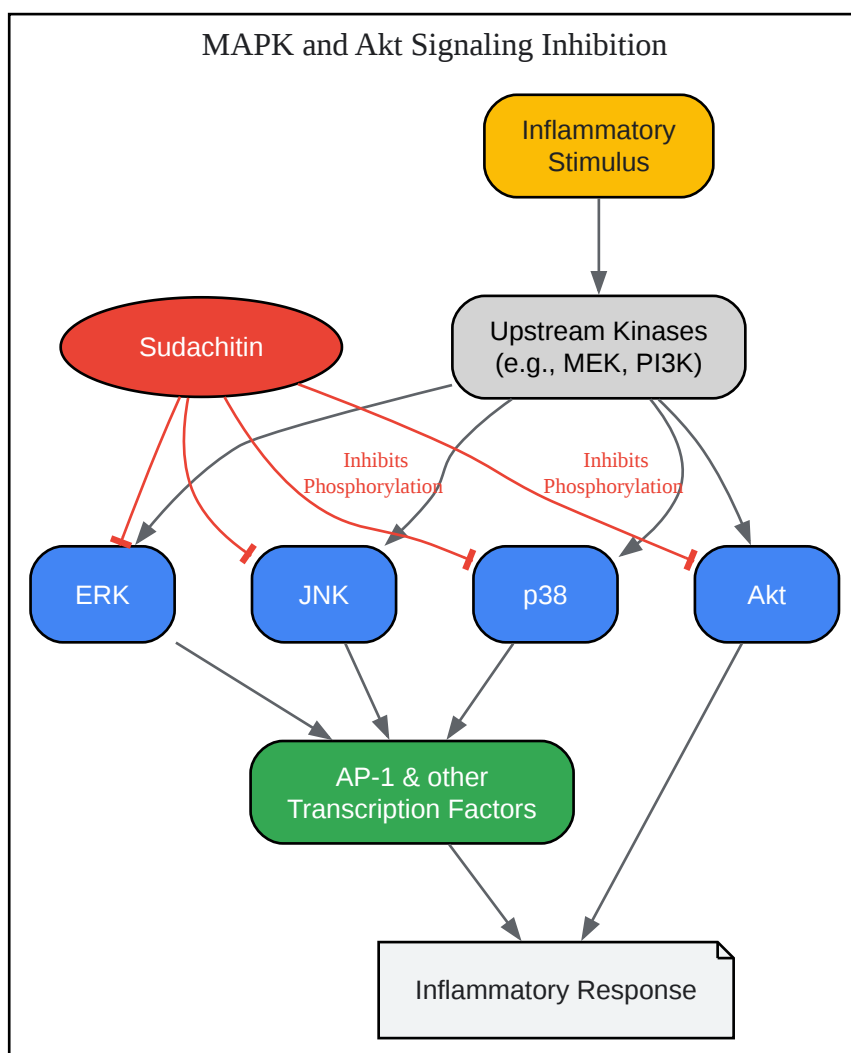 MAPK and Akt Signaling Inhibition
Inflammatory
Stimulus
Sudachitin
Upstream Kinases
(e.g., MEK, PI3K)
Inhibits
Phosphorylation
Inhibits
Phosphorylation
ERK
JNK
p38
Akt
AP-1 & other
Transcription Factors
Inflammatory Response